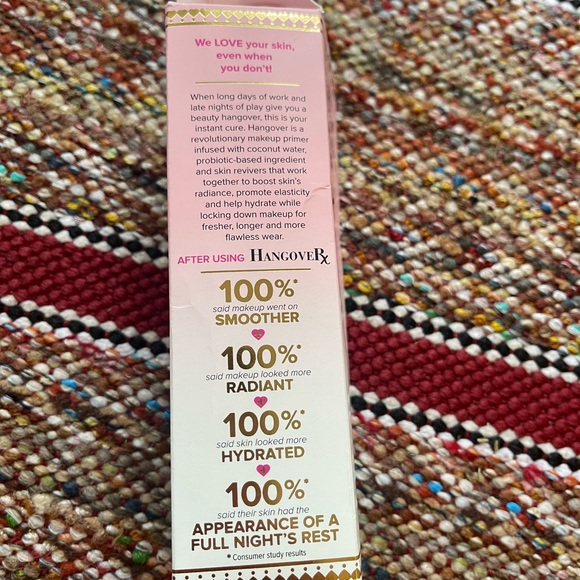 We LOVE your skin,
even when
you don't!
When long days of work and
late nights of play give you a
beauty hangover, this is your
instant cure. Hangover is a
revolutionary makeup primer
infused with coconut water,
probiotic-based ingredient
and skin revivers that work
together to boost skin's
radiance, promote elasticity
and help hydrate while
locking down makeup for
fresher, longer and more
flawless wear.
AFTER USING HANGOVERX
100%*
said makeup went on
SMOOTHER
100%*
said makeup looked more
RADIANT
100%*
said skin looked more
HYDRATED
100%*
said their skin had the
APPEARANCE OF A
FULL NIGHT'S REST
* Consumer study results